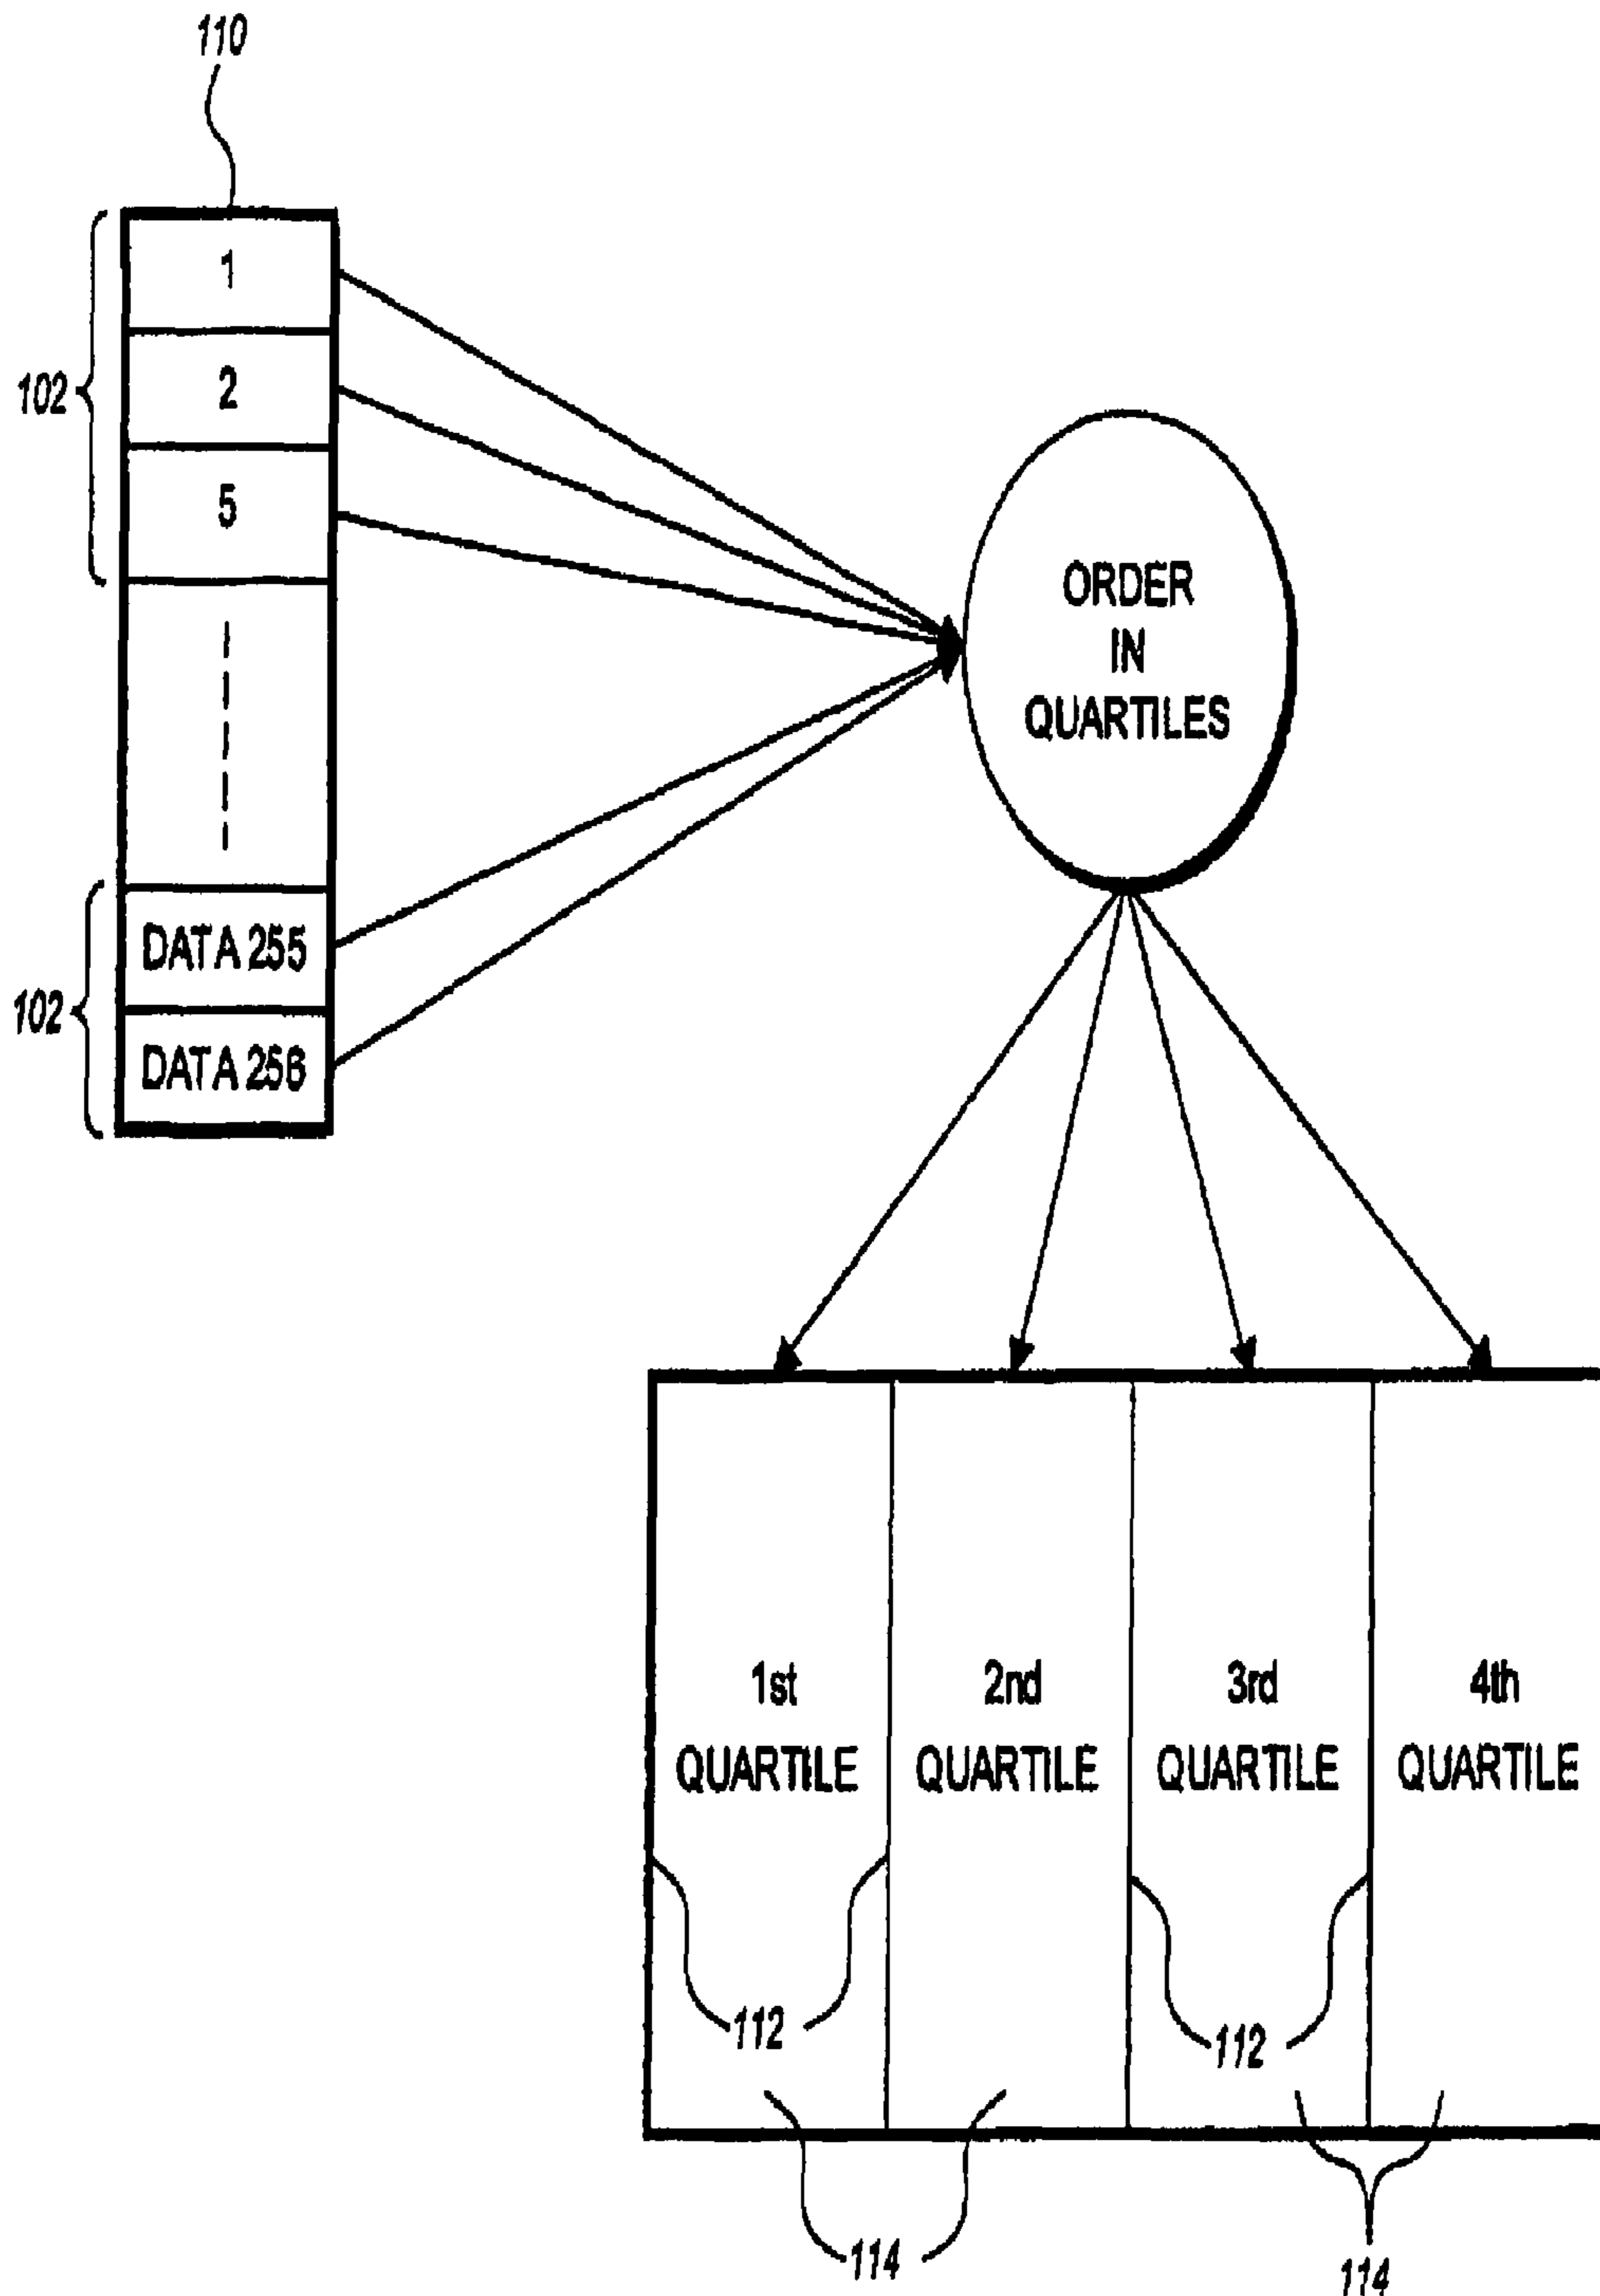 110
102
1
2
5
ORDER
IN
QUARTILES
102
DATA 255
DATA 256
1st
QUARTILE
2nd
QUARTILE
3rd
QUARTILE
4th
QUARTILE
112
112
114
114